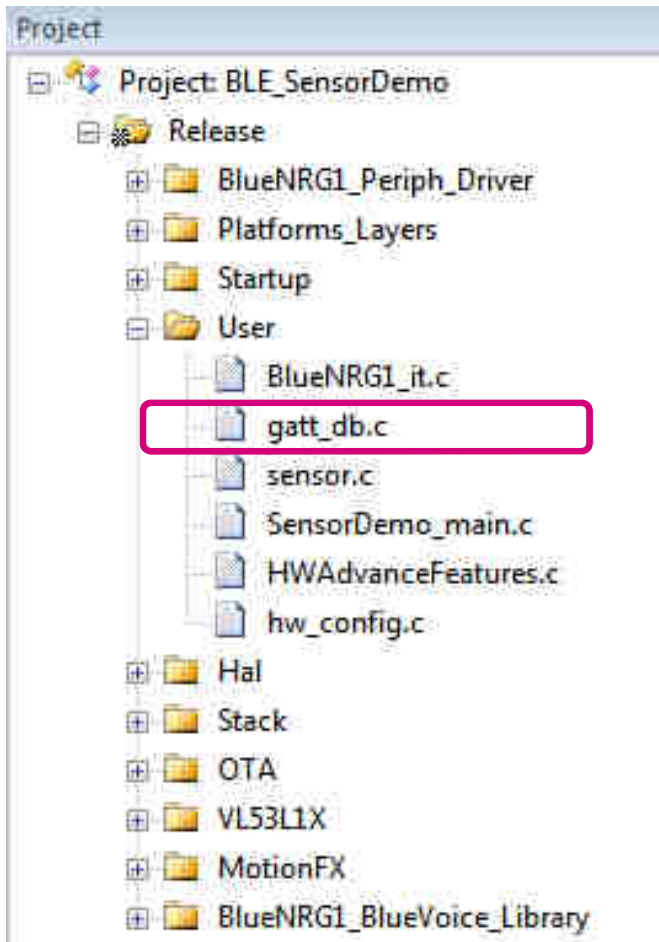 Project
Project: BLE_SensorDemo
Release
BlueNRG1_Periph_Driver
Platforms_Layers
Startup
User
BlueNRG1_it.c
gatt_db.c
sensor.c
SensorDemo_main.c
HWAdvanceFeatures.c
hw_config.c
Hal
Stack
OTA
VL53L1X
MotionFX
BlueNRG1_BlueVoice_Library